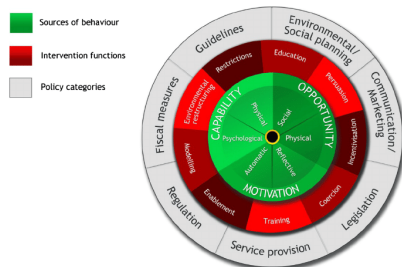 Sources of behaviour
Intervention functions
Policy categories
Guidelines
Environmental/
Social planning
Communication/
Marketing
Legislation
Service provision
Regulation
Fiscal measures
Restrictions
Education
Persuasion
Incentivisation
Coercion
Training
Enablement
Modelling
Environmental
restructuring
CAPABILITY
OPPORTUNITY
MOTIVATION
Physical
Social
Physical
Reflective
Automatic
Psychological